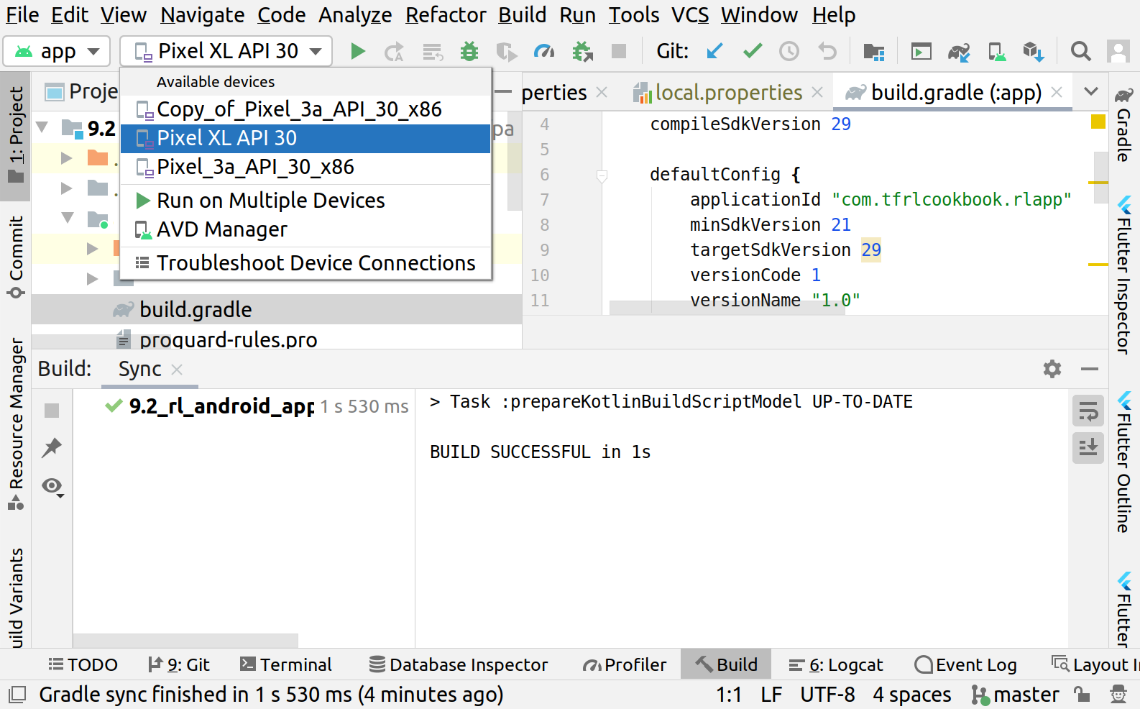 File Edit View Navigate Code Analyze Refactor Build Run Tools VCS Window Help
app Pixel XL API 30 Git:
Available devices
Copy_of_Pixel_3a_API_30_x86
Pixel XL API 30
Pixel_3a_API_30_x86
Run on Multiple Devices
AVD Manager
Troubleshoot Device Connections
1: Project
Commit
Resource Manager
uild Variants
Proje
9.2
pa
build.gradle
proguard-rules.pro
perties local.properties build.gradle (:app)
4 compileSdkVersion 29
5
6 defaultConfig {
7 applicationId "com.tfrlcookbook.rlapp"
8 minSdkVersion 21
9 targetSdkVersion 29
10 versionCode 1
11 versionName "1.0"
Gradle
Flutter Inspector
Flutter Outline
Flutter
Build: Sync
9.2_rl_android_app 1 s 530 ms
> Task :prepareKotlinBuildScriptModel UP-TO-DATE
BUILD SUCCESSFUL in 1s
TODO 9: Git Terminal Database Inspector Profiler Build 6: Logcat Event Log Layout I
Gradle sync finished in 1 s 530 ms (4 minutes ago) 1:1 LF UTF-8 4 spaces master